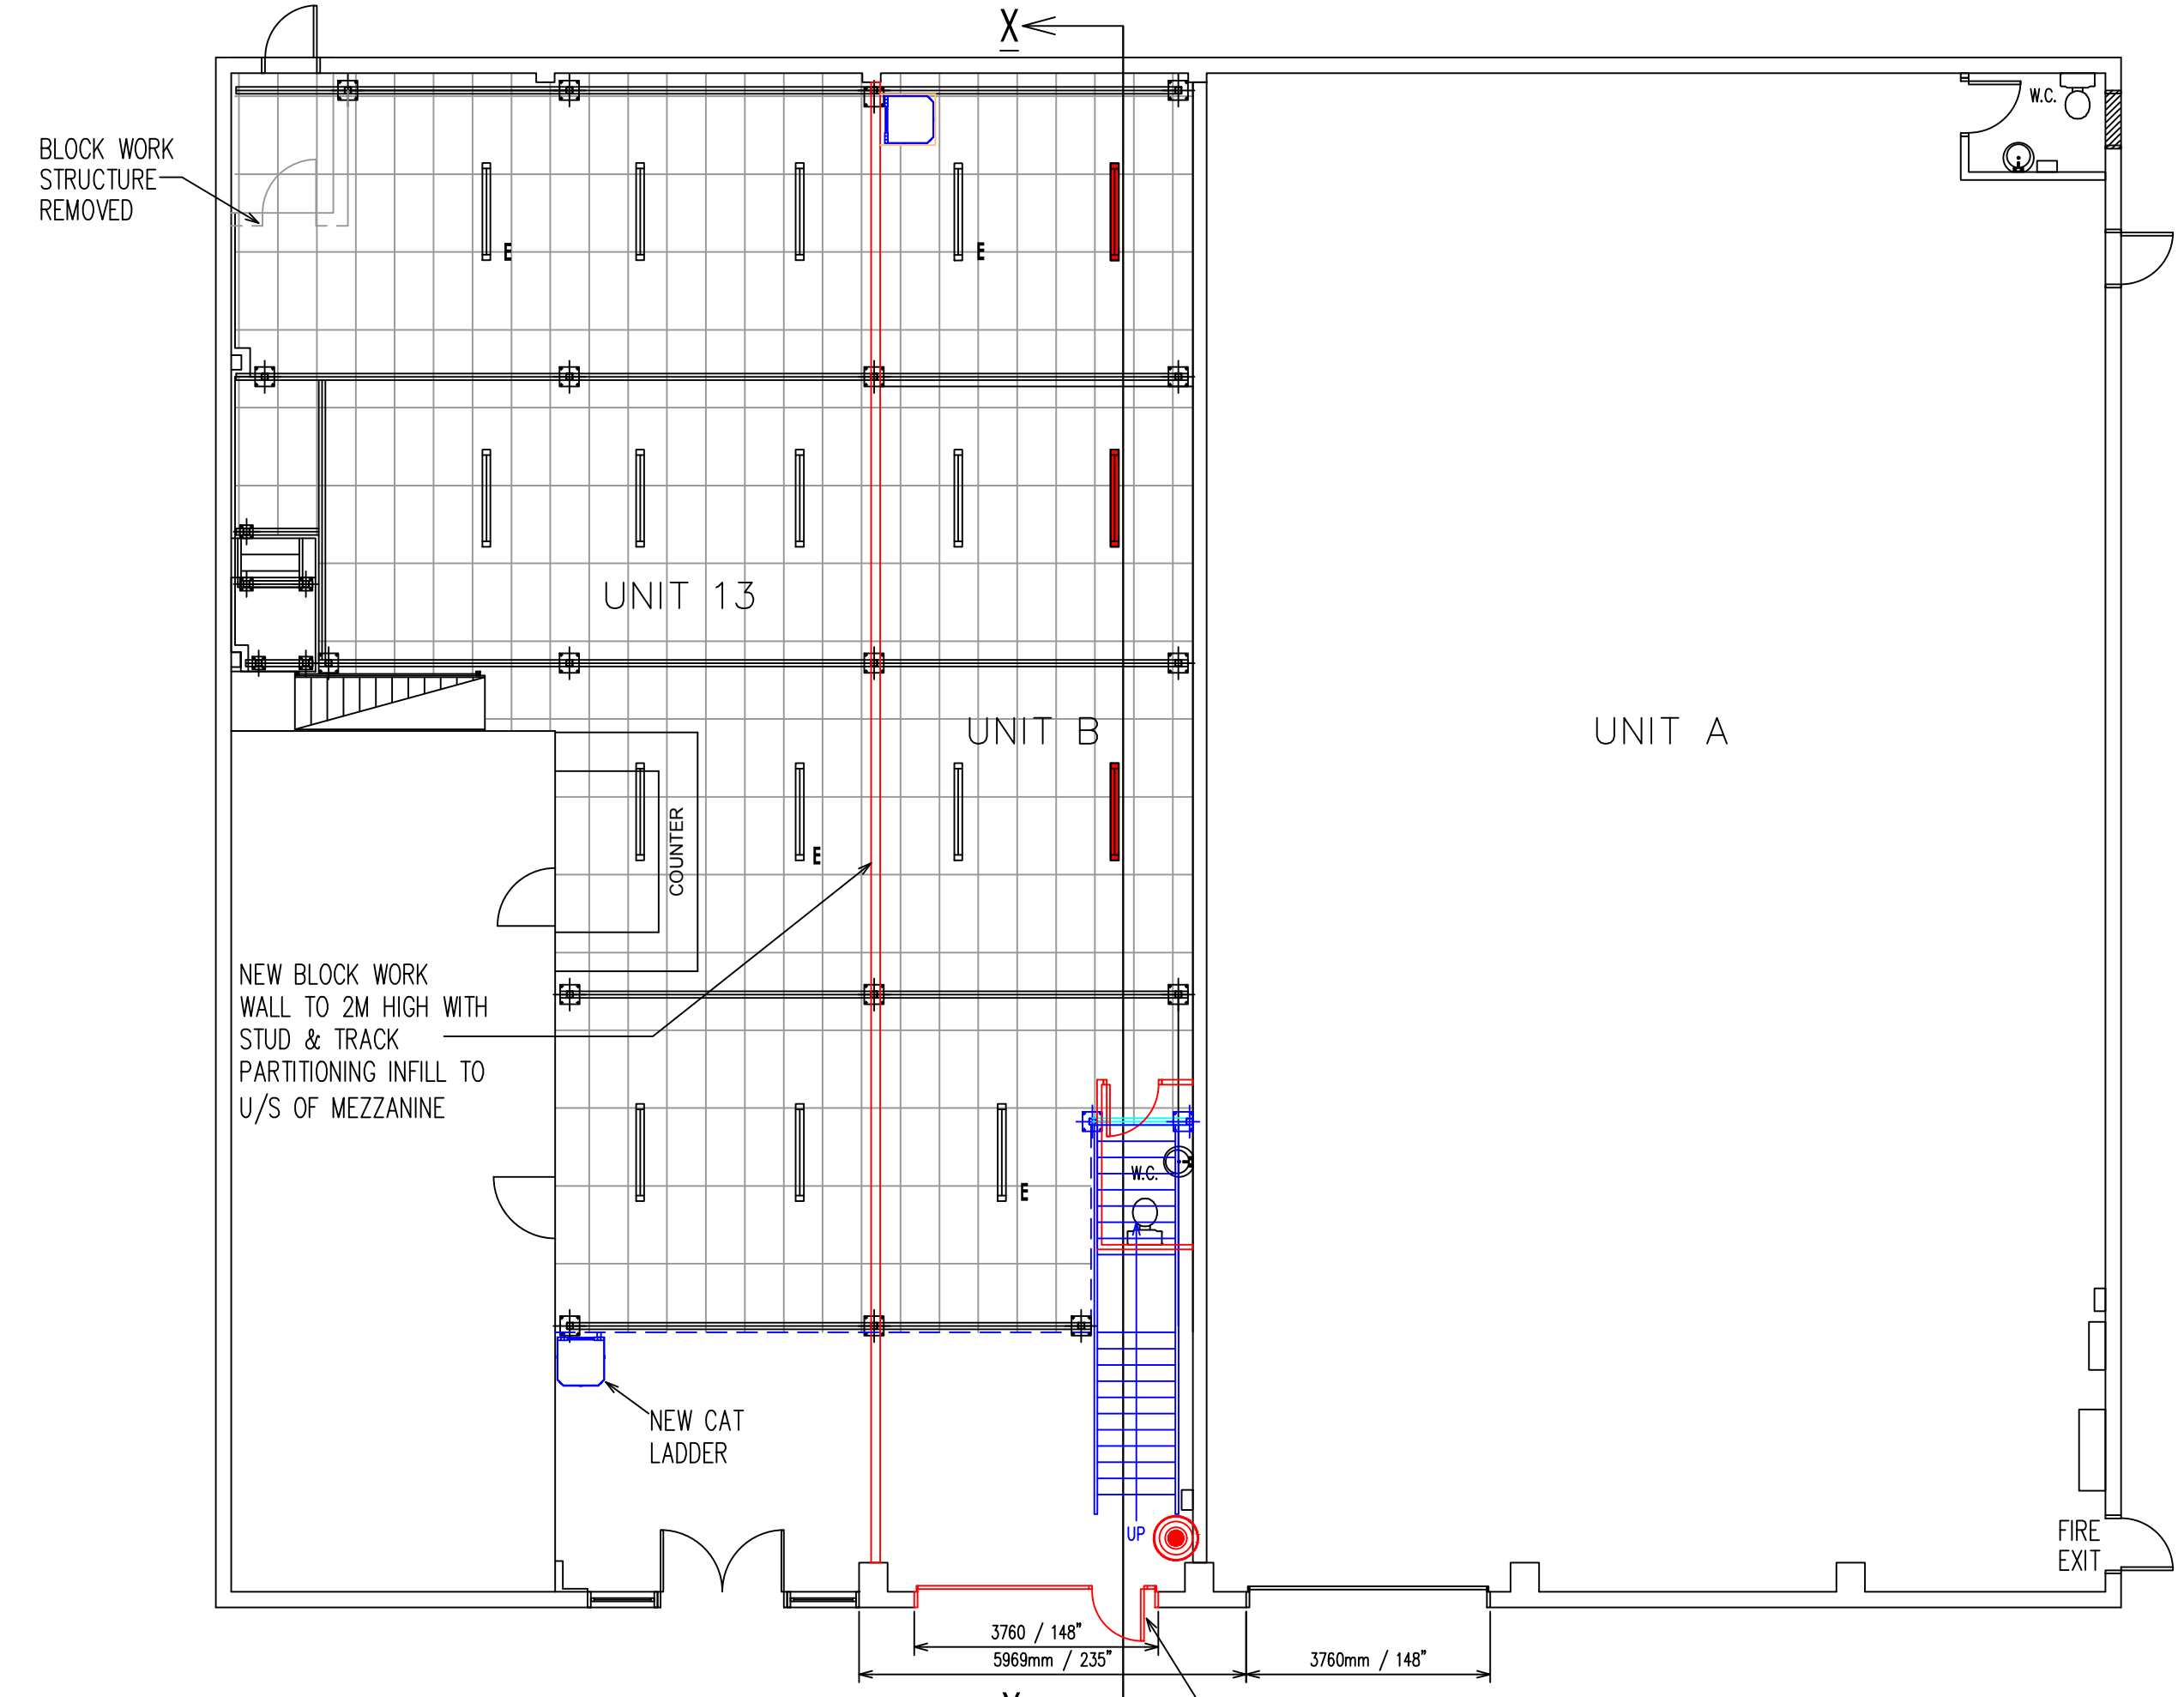 X
BLOCK WORK
STRUCTURE
REMOVED
W.C.
E
E
UNIT 13
UNIT B
UNIT A
COUNTER
E
NEW BLOCK WORK
WALL TO 2M HIGH WITH
STUD & TRACK
PARTITIONING INFILL TO
U/S OF MEZZANINE
W.C.
E
NEW CAT
LADDER
UP
FIRE
EXIT
3760 / 148"
5969mm / 235"
3760mm / 148"